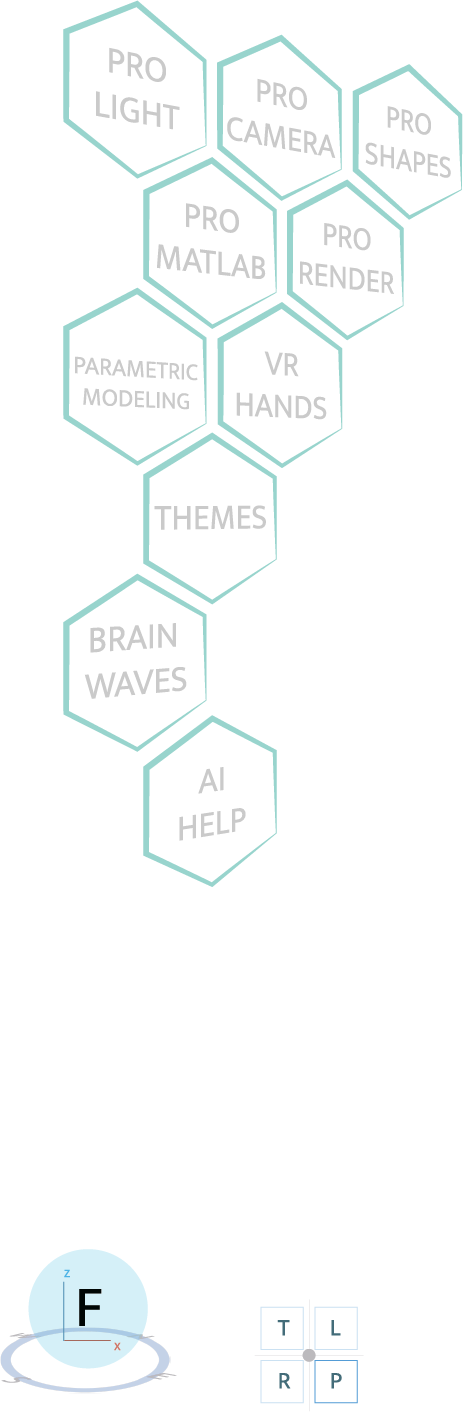 PRO
LIGHT
PRO
CAMERA
PRO
SHAPES
PRO
MATLAB
PRO
RENDER
PARAMETRIC
MODELING
VR
HANDS
THEMES
BRAIN
WAVES
AI
HELP
Z
F
X
T L
R P